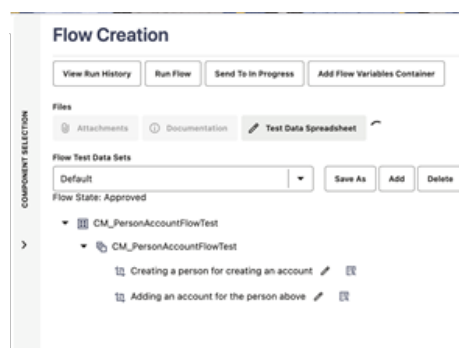 Flow Creation
View Run History
Run Flow
Send To In Progress
Add Flow Variables Container
Files
Attachments
Documentation
Test Data Spreadsheet
Flow Test Data Sets
Default
Save As
Add
Delete
Flow State: Approved
CM_PersonAccountFlowTest
CM_PersonAccountFlowTest
Creating a person for creating an account
Adding an account for the person above
COMPONENT SELECTION